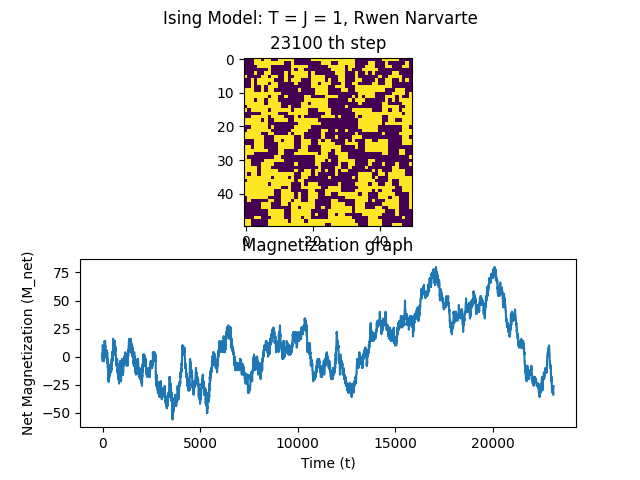 Ising Model: T = J = 1, Rwen Narvarte
23100 th step
0
10
20
30
40
0 20 40
Magnetization graph
Net Magnetization (M_net)
75
50
25
0
−25
−50
0 5000 10000 15000 20000
Time (t)